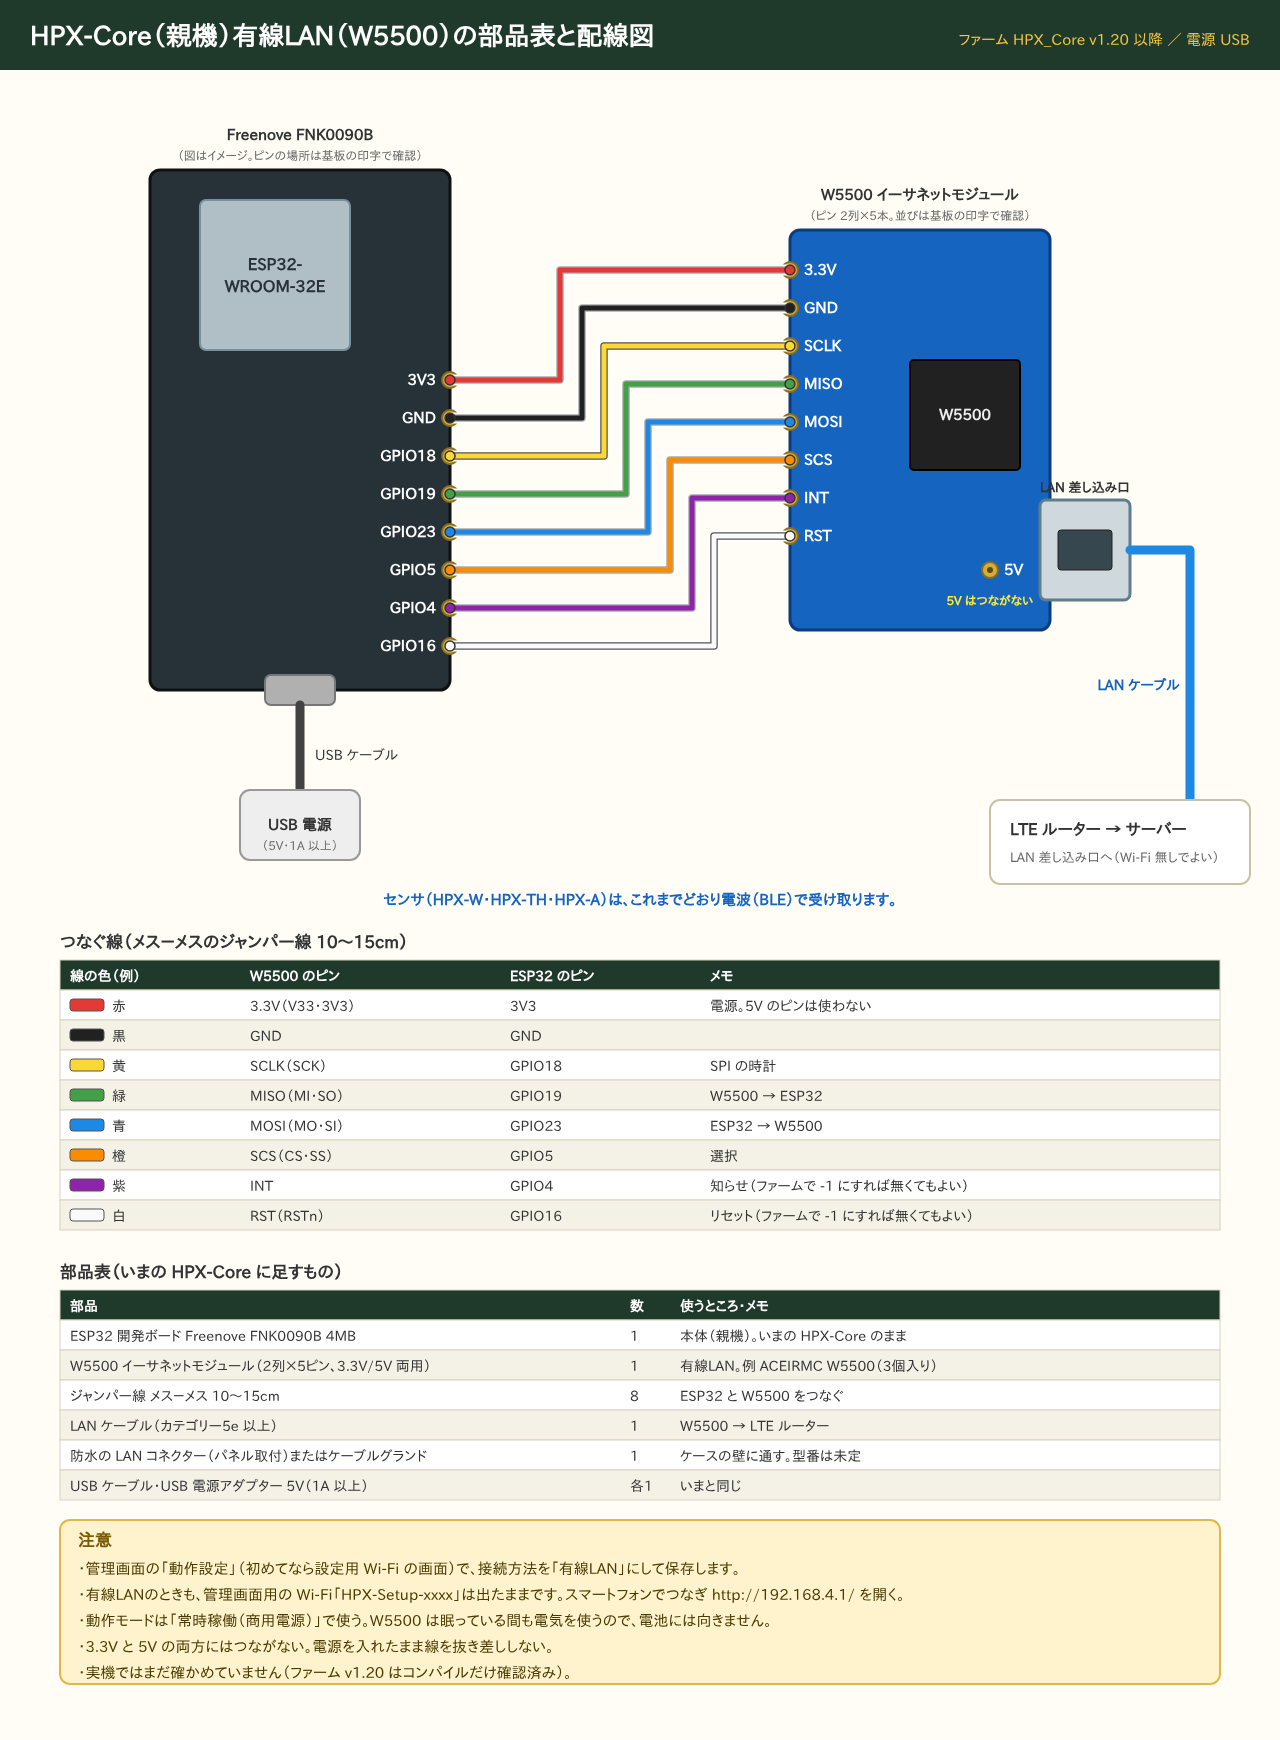 HPX-Core（親機）有線LAN（W5500）の部品表と配線図
ファーム HPX_Core v1.20 以降 ／ 電源 USB
Freenove FNK0090B
（図はイメージ。ピンの場所は基板の印字で確認）
ESP32-
WROOM-32E
3V3
GND
GPIO18
GPIO19
GPIO23
GPIO5
GPIO4
GPIO16
W5500 イーサネットモジュール
（ピン 2列×5本。並びは基板の印字で確認）
3.3V
GND
SCLK
MISO
MOSI
SCS
INT
RST
W5500
LAN 差し込み口
5V
5V はつながない
LAN ケーブル
USB ケーブル
USB 電源
（5V・1A 以上）
LTE ルーター → サーバー
LAN 差し込み口へ（Wi-Fi 無しでよい）
センサ（HPX-W・HPX-TH・HPX-A）は、これまでどおり電波（BLE）で受け取ります。
つなぐ線（メスーメスのジャンパー線 10〜15cm）
線の色（例） W5500 のピン ESP32 のピン メモ
赤 3.3V（V33・3V3） 3V3 電源。5V のピンは使わない
黒 GND GND
黄 SCLK（SCK） GPIO18 SPI の時計
緑 MISO（MI・SO） GPIO19 W5500 → ESP32
青 MOSI（MO・SI） GPIO23 ESP32 → W5500
橙 SCS（CS・SS） GPIO5 選択
紫 INT GPIO4 知らせ（ファームで -1 にすれば無くてもよい）
白 RST（RSTn） GPIO16 リセット（ファームで -1 にすれば無くてもよい）
部品表（いまの HPX-Core に足すもの）
部品 数 使うところ・メモ
ESP32 開発ボード Freenove FNK0090B 4MB 1 本体（親機）。いまの HPX-Core のまま
W5500 イーサネットモジュール（2列×5ピン、3.3V/5V 両用） 1 有線LAN。例 ACEIRMC W5500（3個入り）
ジャンパー線 メスーメス 10〜15cm 8 ESP32 と W5500 をつなぐ
LAN ケーブル（カテゴリー5e 以上） 1 W5500 → LTE ルーター
防水の LAN コネクター（パネル取付）またはケーブルグランド 1 ケースの壁に通す。型番は未定
USB ケーブル・USB 電源アダプター 5V（1A 以上） 各1 いまと同じ
注意
・管理画面の「動作設定」（初めてなら設定用 Wi-Fi の画面）で、接続方法を「有線LAN」にして保存します。
・有線LANのときも、管理画面用の Wi-Fi「HPX-Setup-xxxx」は出たままです。スマートフォンでつなぎ http://192.168.4.1/ を開く。
・動作モードは「常時稼働（商用電源）」で使う。W5500 は眠っている間も電気を使うので、電池には向きません。
・3.3V と 5V の両方にはつながない。電源を入れたまま線を抜き差ししない。
・実機ではまだ確かめていません（ファーム v1.20 はコンパイルだけ確認済み）。